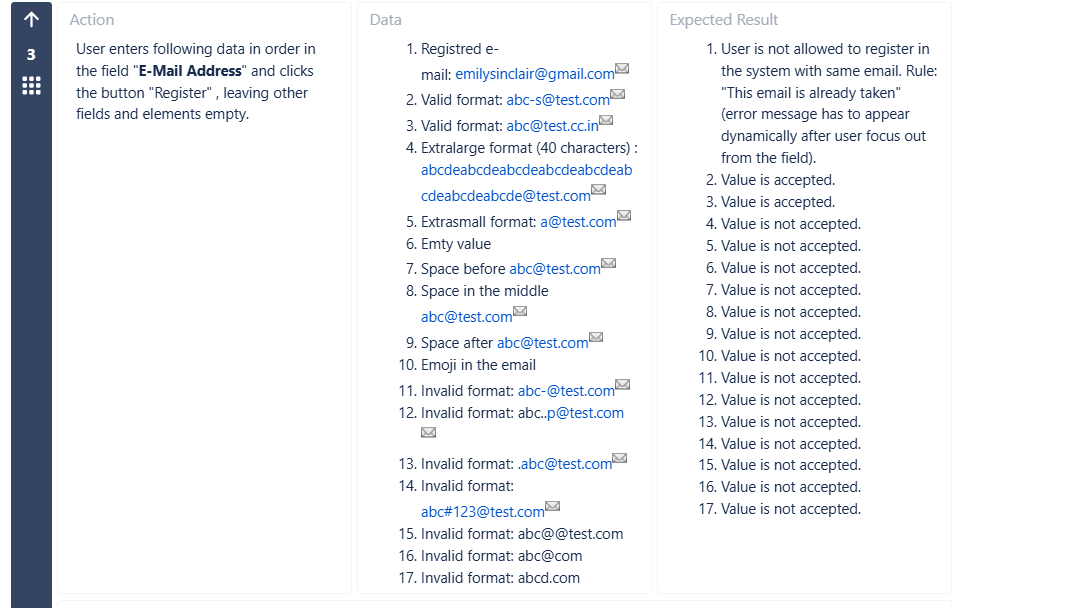 3
Action
User enters following data in order in
the field "E-Mail Address" and clicks
the button "Register" , leaving other
fields and elements empty.
Data
1. Registred e-
mail: emilysinclair@gmail.com
2. Valid format: abc-s@test.com
3. Valid format: abc@test.cc.in
4. Extralarge format (40 characters) :
abcdeabcdeabcdeabcdeabcdeab
cdeabcdeabcde@test.com
5. Extrasmall format: a@test.com
6. Emty value
7. Space before abc@test.com
8. Space in the middle
abc@test.com
9. Space after abc@test.com
10. Emoji in the email
11. Invalid format: abc-@test.com
12. Invalid format: abc..p@test.com
13. Invalid format: .abc@test.com
14. Invalid format:
abc#123@test.com
15. Invalid format: abc@@test.com
16. Invalid format: abc@com
17. Invalid format: abcd.com
Expected Result
1. User is not allowed to register in
the system with same email. Rule:
"This email is already taken"
(error message has to appear
dynamically after user focus out
from the field).
2. Value is accepted.
3. Value is accepted.
4. Value is not accepted.
5. Value is not accepted.
6. Value is not accepted.
7. Value is not accepted.
8. Value is not accepted.
9. Value is not accepted.
10. Value is not accepted.
11. Value is not accepted.
12. Value is not accepted.
13. Value is not accepted.
14. Value is not accepted.
15. Value is not accepted.
16. Value is not accepted.
17. Value is not accepted.